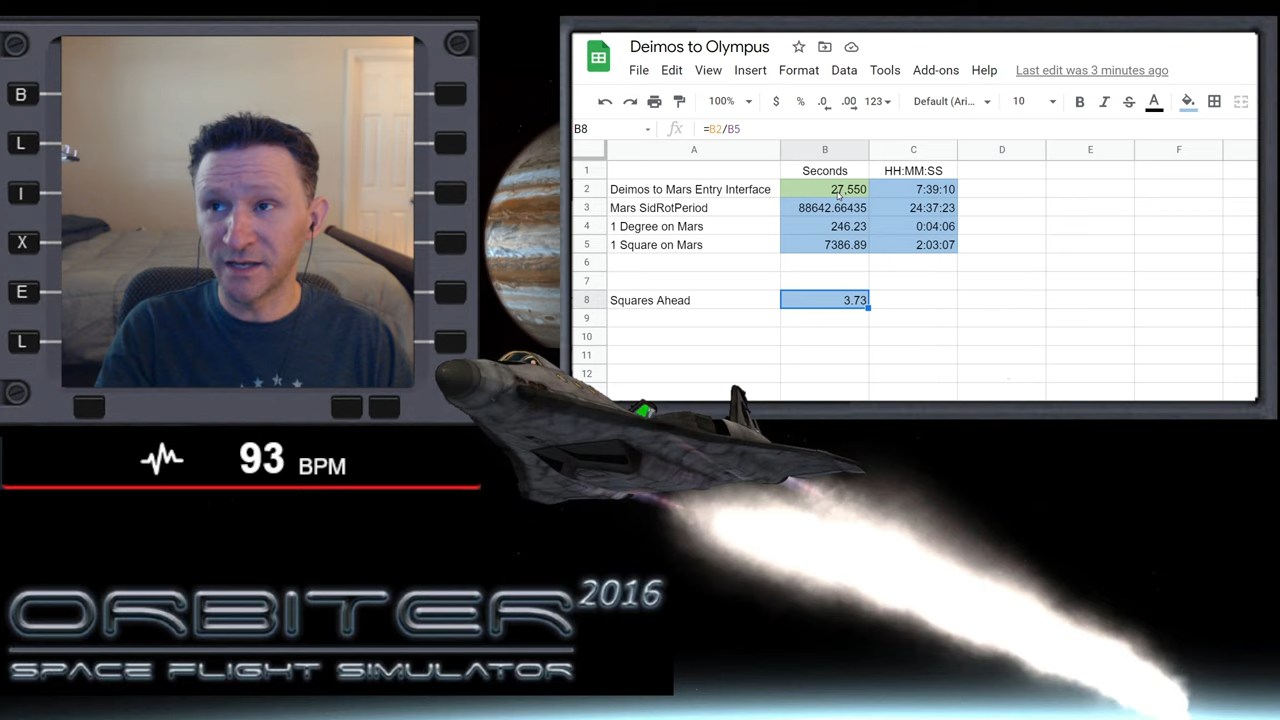 B
L
I
X
E
L
93 BPM
ORBITER 2016
SPACE FLIGHT SIMULATOR
Deimos to Olympus
File Edit View Insert Format Data Tools Add-ons Help Last edit was 3 minutes ago
100% $ % .0 .00 123 Default (Ari... 10 B I S A
B8 fx =B2/B5
A B C D E F
1 Seconds HH:MM:SS
2 Deimos to Mars Entry Interface 27,550 7:39:10
3 Mars SidRotPeriod 88642.66435 24:37:23
4 1 Degree on Mars 246.23 0:04:06
5 1 Square on Mars 7386.89 2:03:07
6
7
8 Squares Ahead 3.73
9
10
11
12